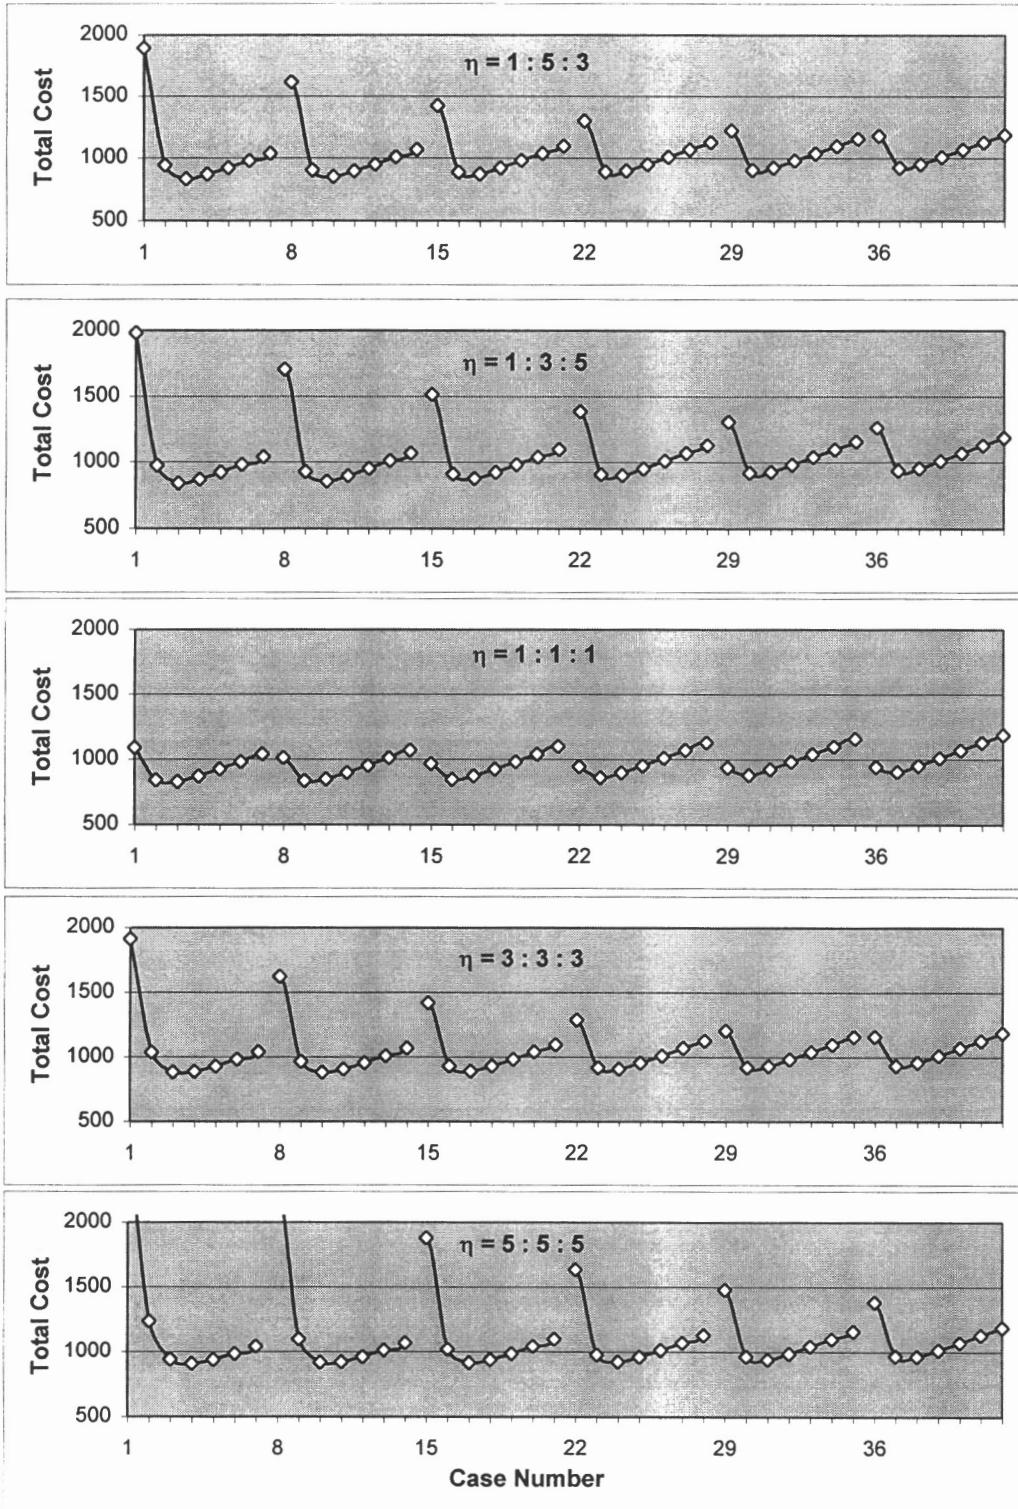 2000
η = 1 : 5 : 3
1500
Total Cost
1000
500
1 8 15 22 29 36
2000
η = 1 : 3 : 5
1500
Total Cost
1000
500
1 8 15 22 29 36
2000
η = 1 : 1 : 1
1500
Total Cost
1000
500
1 8 15 22 29 36
2000
η = 3 : 3 : 3
1500
Total Cost
1000
500
1 8 15 22 29 36
2000
η = 5 : 5 : 5
1500
Total Cost
1000
500
1 8 15 22 29 36
Case Number